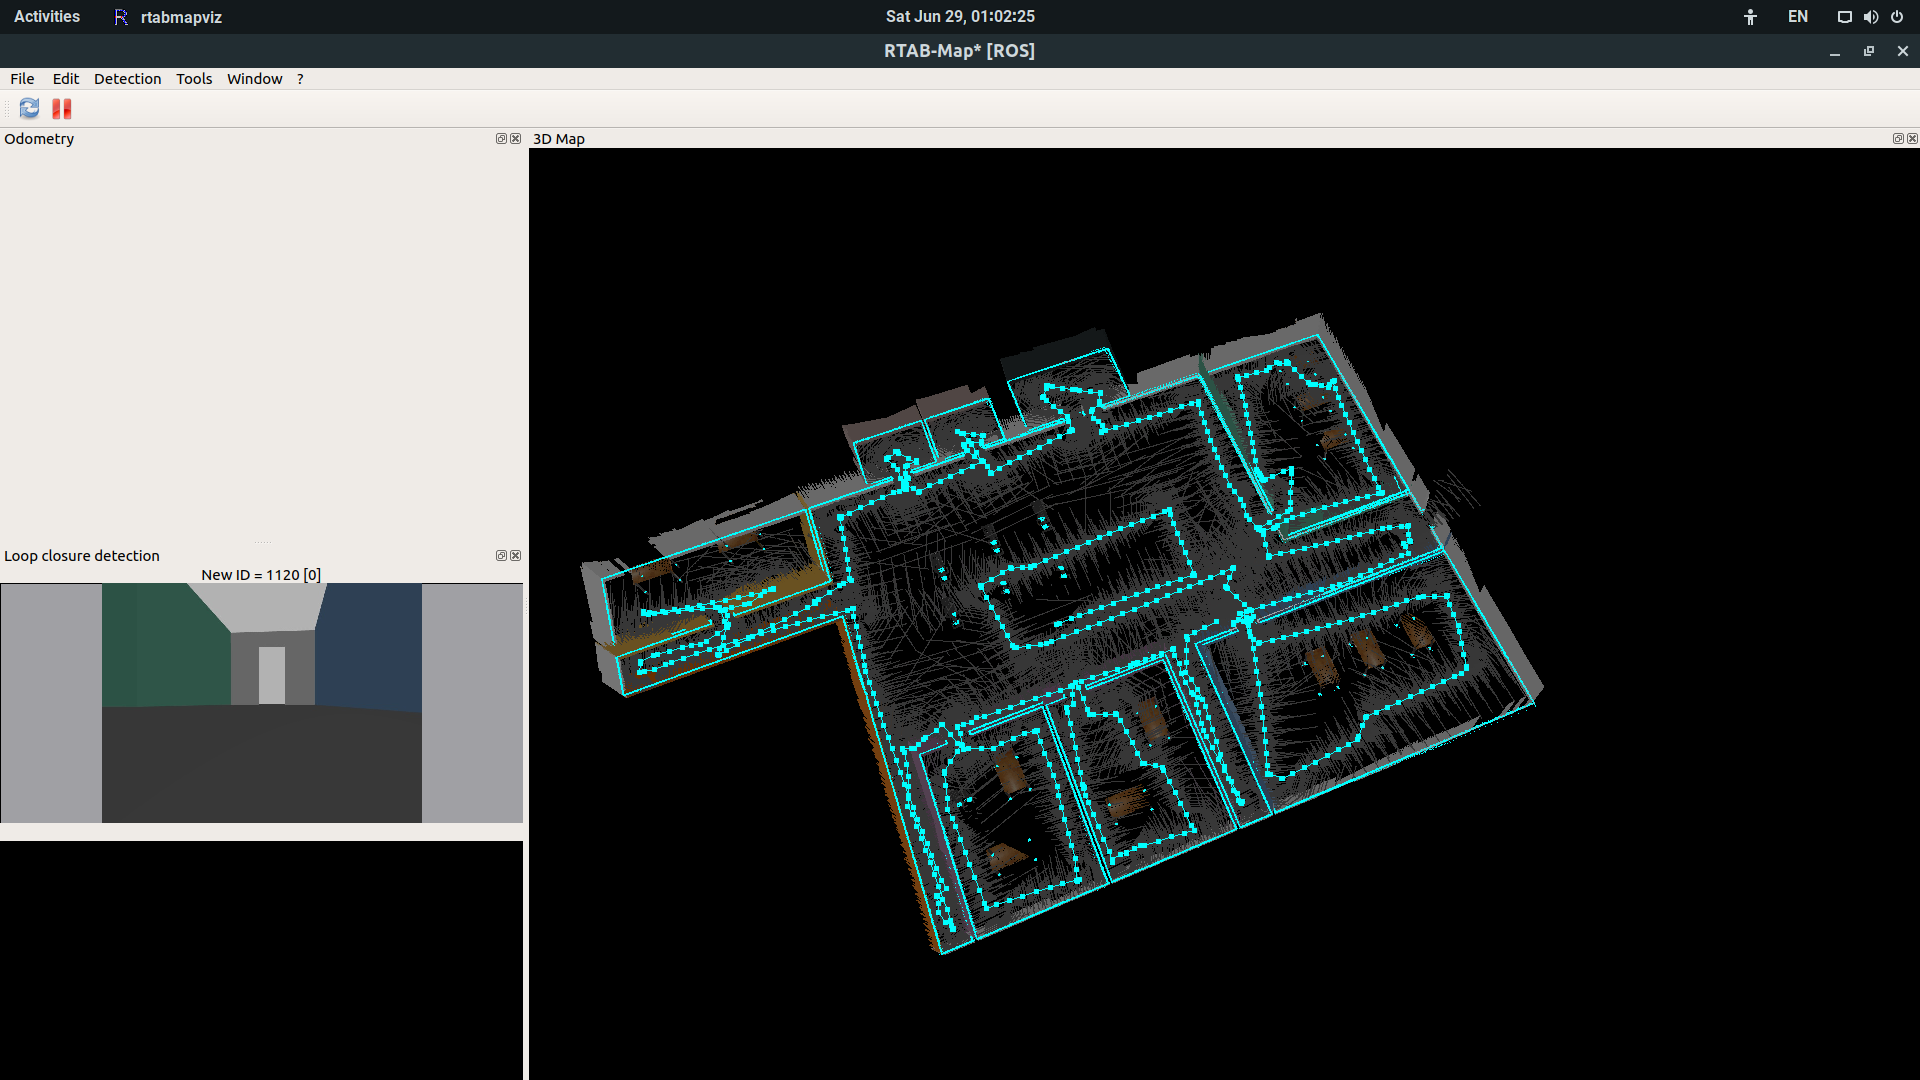 Activities rtabmapviz Sat Jun 29, 01:02:25 EN
RTAB-Map* [ROS]
File Edit Detection Tools Window ?
Odometry
3D Map
Loop closure detection
New ID = 1120 [0]